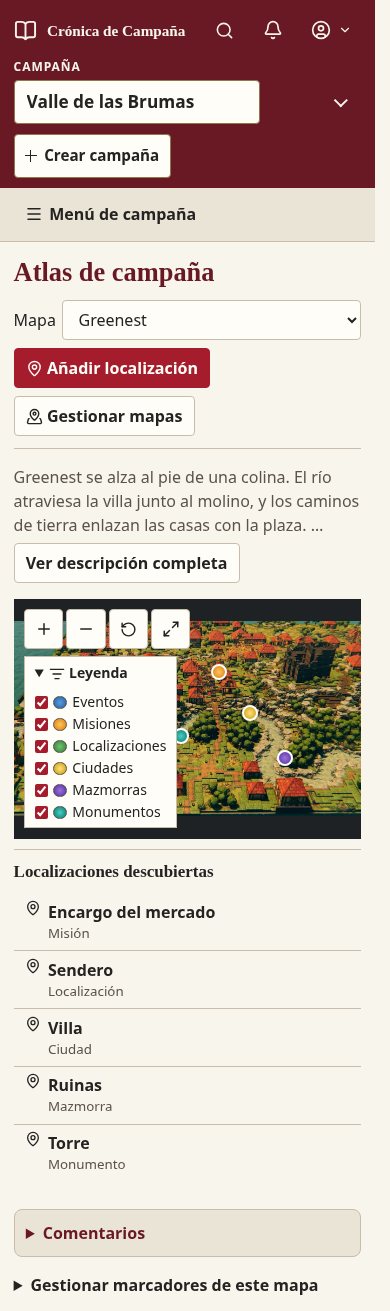 Crónica de Campaña
CAMPAÑA
Valle de las Brumas
Crear campaña
Menú de campaña
Atlas de campaña
Mapa
Greenest
Añadir localización
Gestionar mapas
Greenest se alza al pie de una colina. El río
atraviesa la villa junto al molino, y los caminos
de tierra enlazan las casas con la plaza. ...
Ver descripción completa
Leyenda
Eventos
Misiones
Localizaciones
Ciudades
Mazmorras
Monumentos
Localizaciones descubiertas
Encargo del mercado
Misión
Sendero
Localización
Villa
Ciudad
Ruinas
Mazmorra
Torre
Monumento
Comentarios
Gestionar marcadores de este mapa